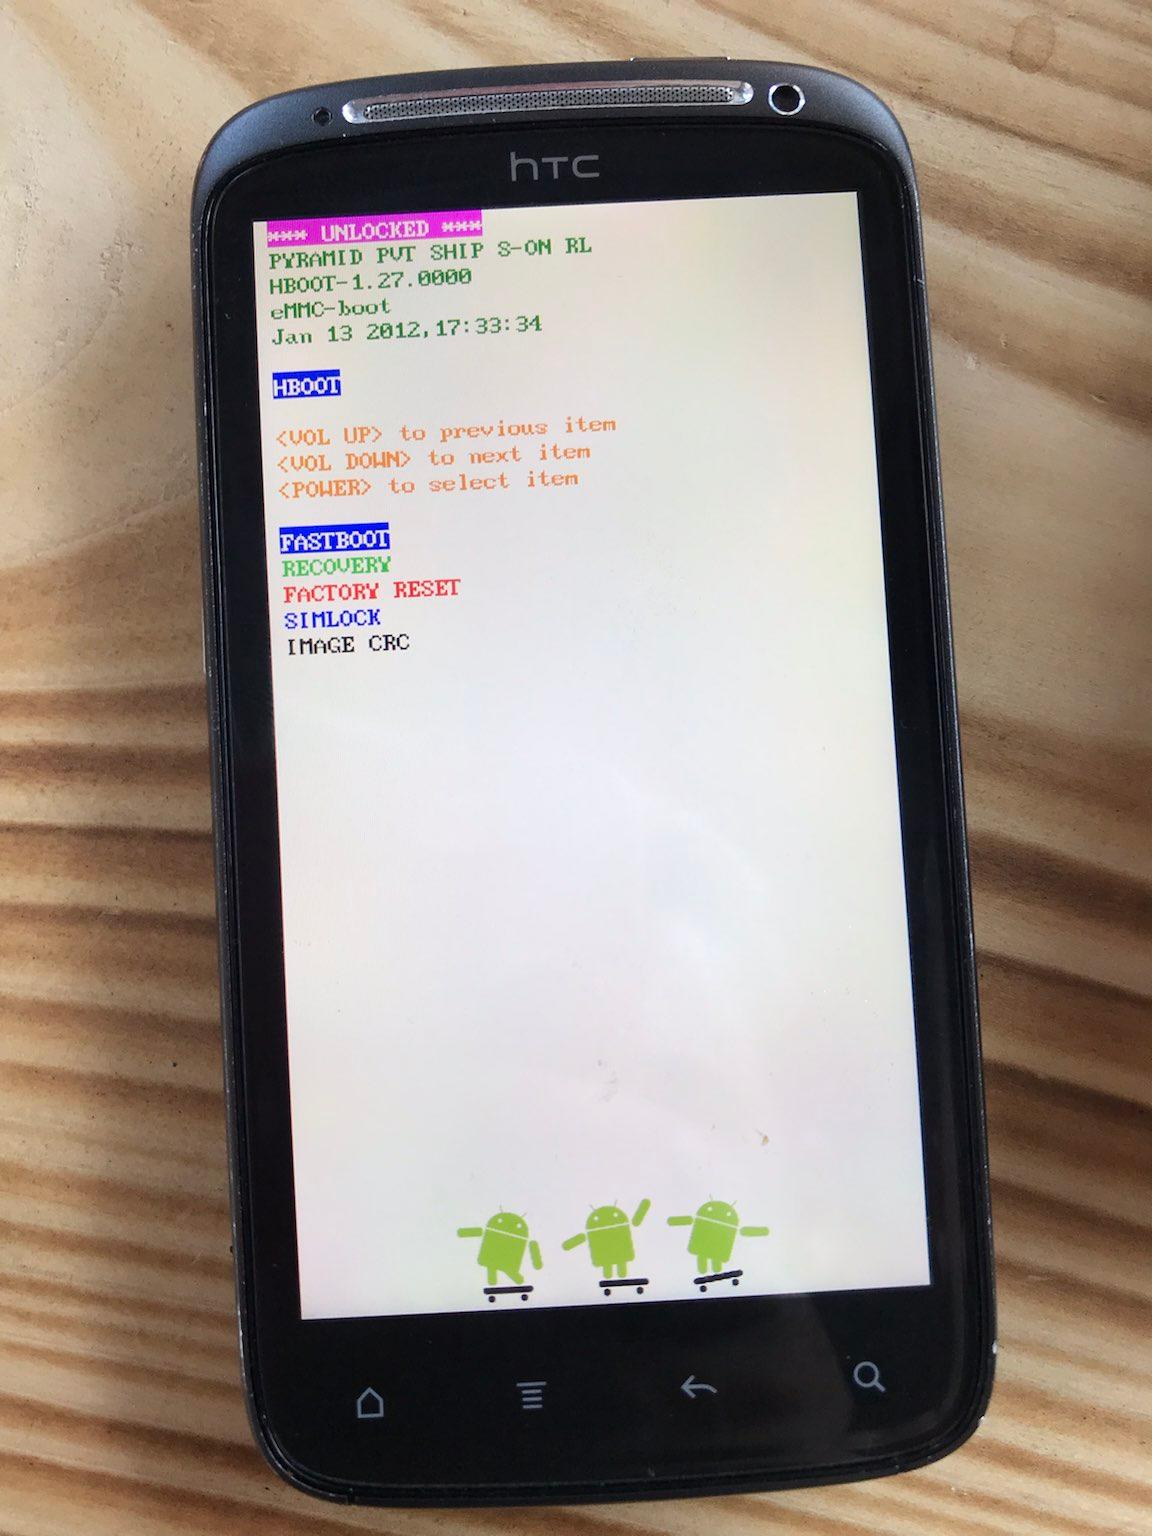 hTC
*** UNLOCKED ***
PYRAMID PVT SHIP S-ON RL
HBOOT-1.27.0000
eMMC-boot
Jan 13 2012,17:33:34
HBOOT
<VOL UP> to previous item
<VOL DOWN> to next item
<POWER> to select item
FASTBOOT
RECOVERY
FACTORY RESET
SIMLOCK
IMAGE CRC